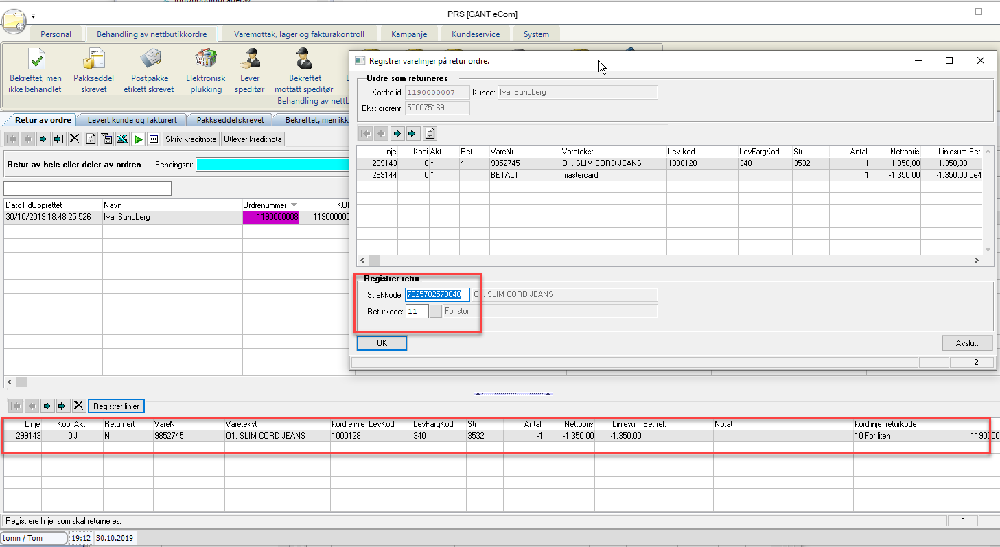 PRS [GANT eCom]
Personal Behandling av nettbutikkordre Varemottak, lager og fakturakontroll Kampanje Kundeservice System
Bekreftet, men ikke behandlet
Pakkseddel skrevet
Postpakke etikett skrevet
Elektronisk plukking
Lever speditør
Bekreftet mottatt speditør
Behandling av nettb
Retur av ordre Levert kunde og fakturert Pakkseddel skrevet Bekreftet, men ikk
Skriv kreditnota Utlever kreditnota
Retur av hele eller deler av ordren Sendingsnr:
DatoTidOpprettet Navn Ordrenummer KOI
30/10/2019 18:48:25,526 Ivar Sundberg 1190000008 119000000
Registrer varelinjer på retur ordre.
Ordre som returneres
Kordre id: 1190000007 Kunde: Ivar Sundberg
Ekst.ordrenr: 500075169
Linje Kopi Akt Ret VareNr Varetekst Lev.kod LevFargKod Str Antall Nettopris Linjesum Bet.
299143 0 * * 9852745 01. SLIM CORD JEANS 1000128 340 3532 1 1.350,00 1.350,00
299144 0 * BETALT mastercard 1 -1.350,00 -1.350,00 de4
Registrer retur
Strekkode: 7325702578040 01. SLIM CORD JEANS
Returkode: 11 ... For stor
OK Avslutt
2
Registrer linjer
Linje Kopi Akt Returnert VareNr Varetekst kordrelinje_LevKod LevFargKod Str Antall Nettopris Linjesum Bet.ref. Notat kordlinje_returkode
299143 0 J N 9852745 01. SLIM CORD JEANS 1000128 340 3532 -1 -1.350,00 -1.350,00 10 For liten 119000
Registrere linjer som skal returneres. 1
tomn / Tom 19:12 30.10.2019